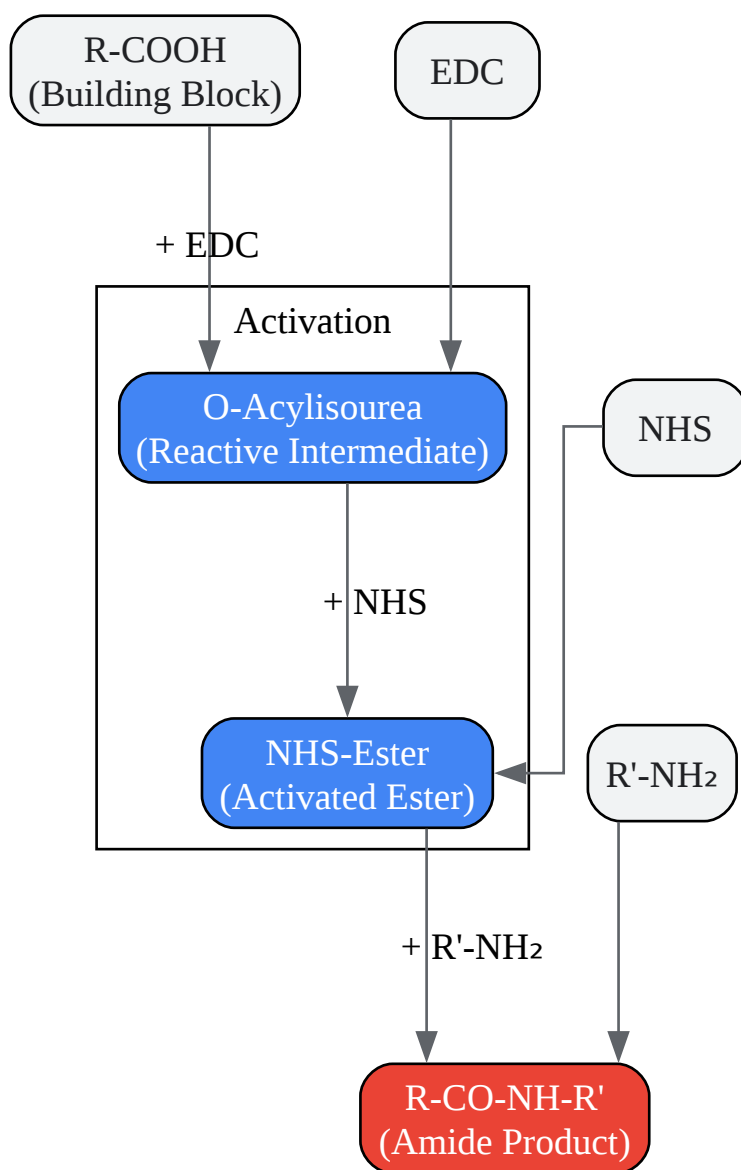 R-COOH
(Building Block)
EDC
+ EDC
Activation
O-Acylisourea
(Reactive Intermediate)
NHS
+ NHS
NHS-Ester
(Activated Ester)
R'-NH₂
+ R'-NH₂
R-CO-NH-R'
(Amide Product)